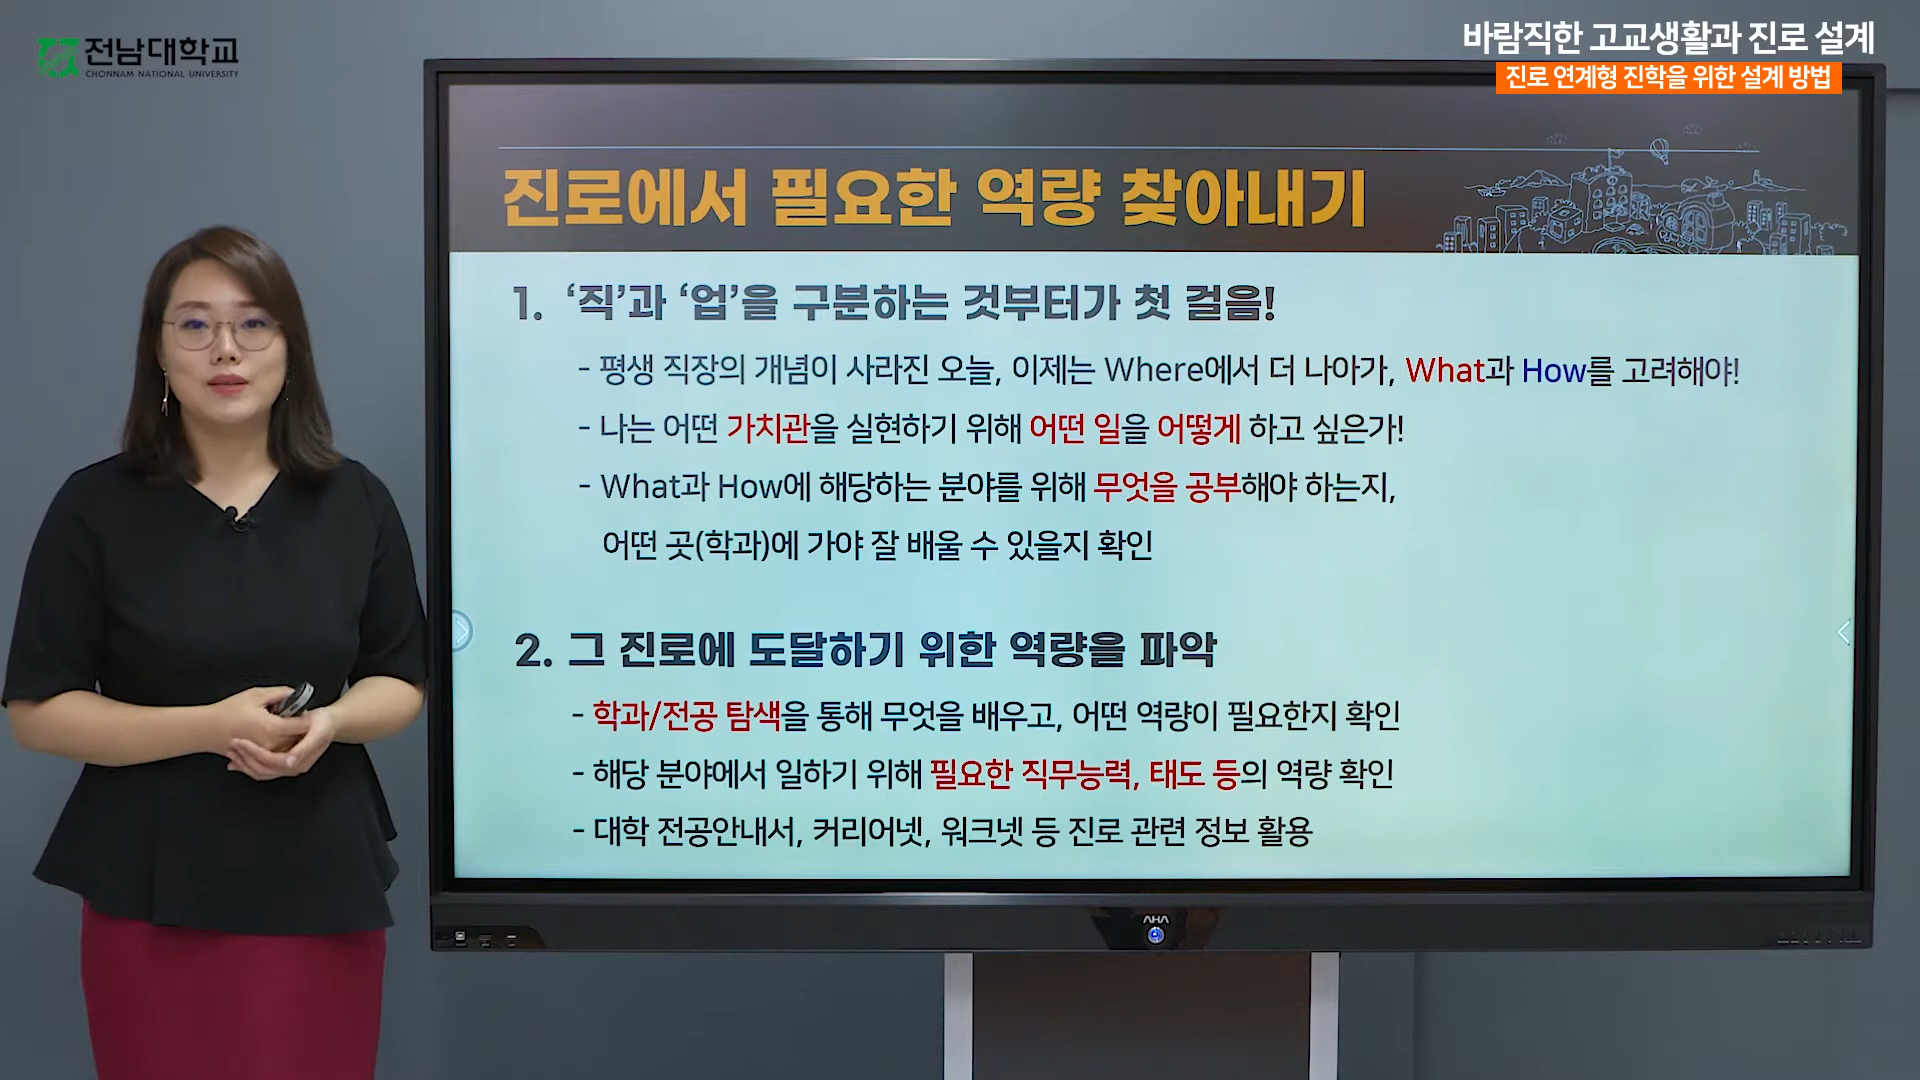 전남대학교
CHONNAM NATIONAL UNIVERSITY
바람직한 고교생활과 진로 설계
진로 연계형 진학을 위한 설계 방법
진로에서 필요한 역량 찾아내기
1. ‘직’과 ‘업’을 구분하는 것부터가 첫 걸음!
- 평생 직장의 개념이 사라진 오늘, 이제는 Where에서 더 나아가, What과 How를 고려해야!
- 나는 어떤 가치관을 실현하기 위해 어떤 일을 어떻게 하고 싶은가!
- What과 How에 해당하는 분야를 위해 무엇을 공부해야 하는지,
어떤 곳(학과)에 가야 잘 배울 수 있을지 확인
2. 그 진로에 도달하기 위한 역량을 파악
- 학과/전공 탐색을 통해 무엇을 배우고, 어떤 역량이 필요한지 확인
- 해당 분야에서 일하기 위해 필요한 직무능력, 태도 등의 역량 확인
- 대학 전공안내서, 커리어넷, 워크넷 등 진로 관련 정보 활용
AHA